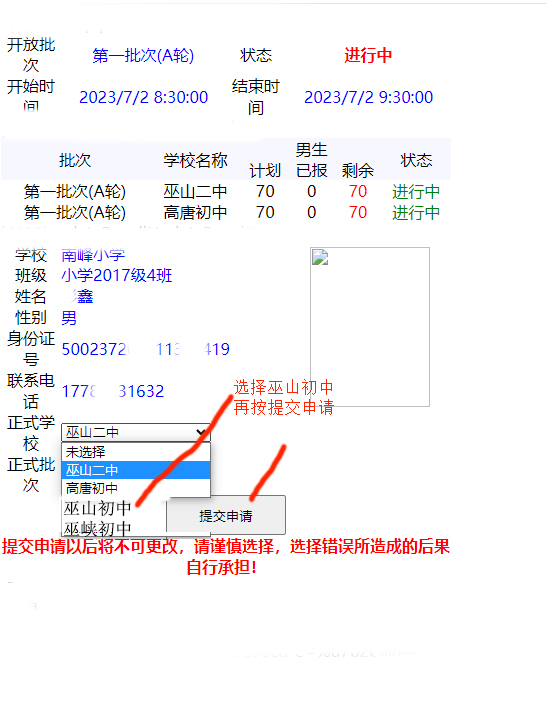 开放批次 第一批次(A轮) 状态 进行中
开始时间 2023/7/2 8:30:00 结束时间 2023/7/2 9:30:00
批次 学校名称 计划 男生已报 剩余 状态
第一批次(A轮) 巫山二中 70 0 70 进行中
第一批次(A轮) 高唐初中 70 0 70 进行中
学校 南峰小学
班级 小学2017级4班
姓名 鑫
性别 男
身份证号 5002372 11 419
联系电话 177 31632
选择巫山初中
再按提交申请
正式学校 巫山二中
未选择
正式批次
巫山二中
高唐初中
巫山初中
巫峡初中
提交申请
提交申请以后将不可更改，请谨慎选择，选择错误所造成的后果
自行承担！